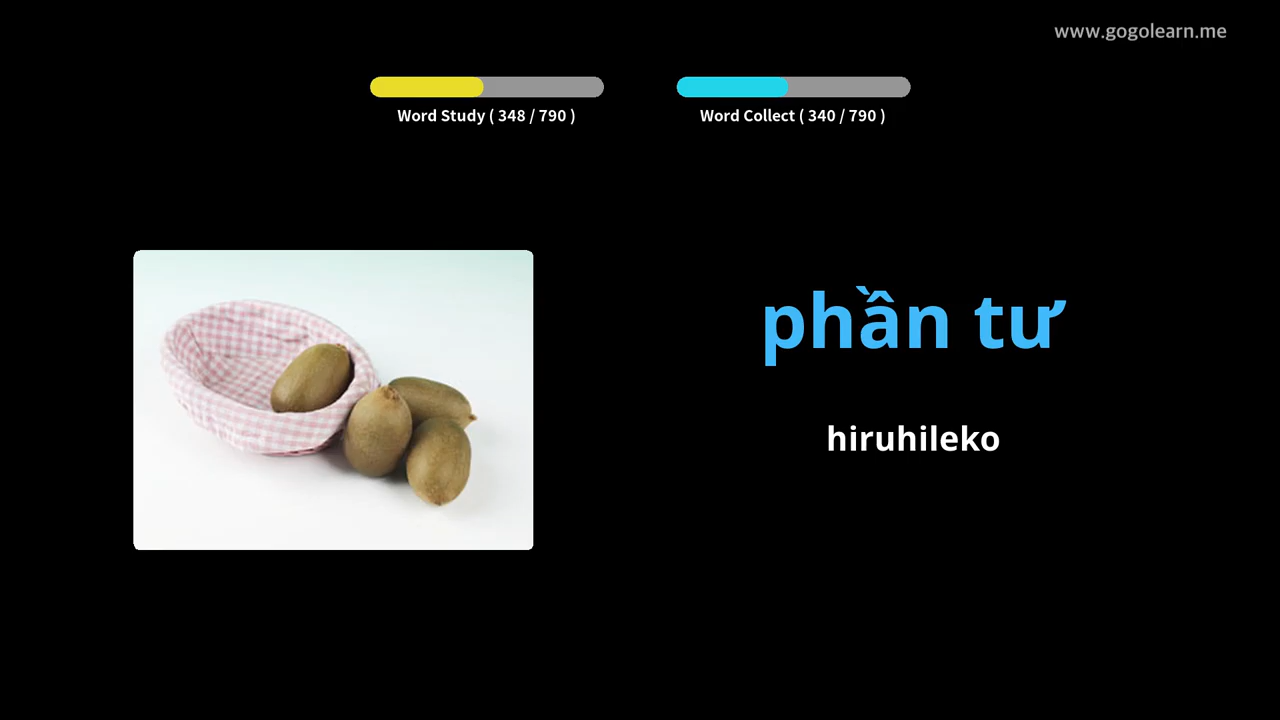 www.gogolearn.me
Word Study ( 348 / 790 )
Word Collect ( 340 / 790 )
phần tư
hiruhileko